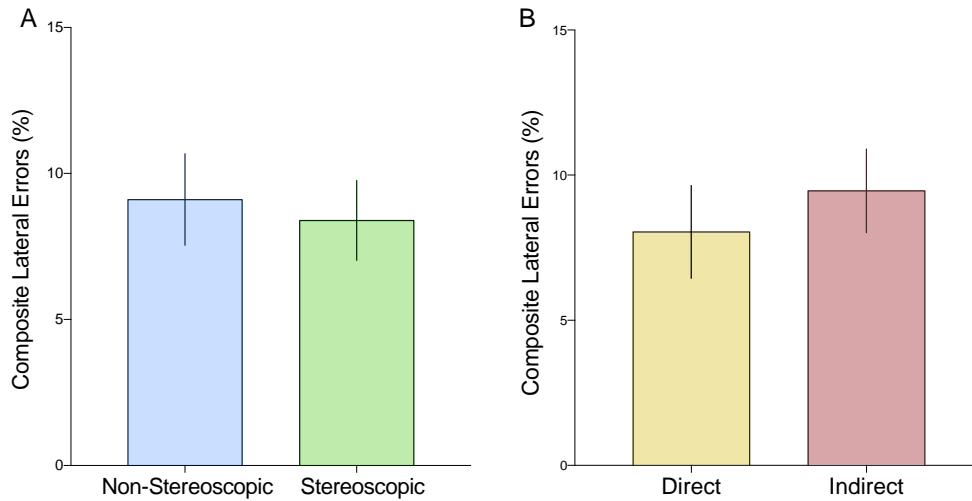 A
Composite Lateral Errors (%)
15
10
5
0
Non-Stereoscopic
Stereoscopic
B
Composite Lateral Errors (%)
15
10
5
0
Direct
Indirect